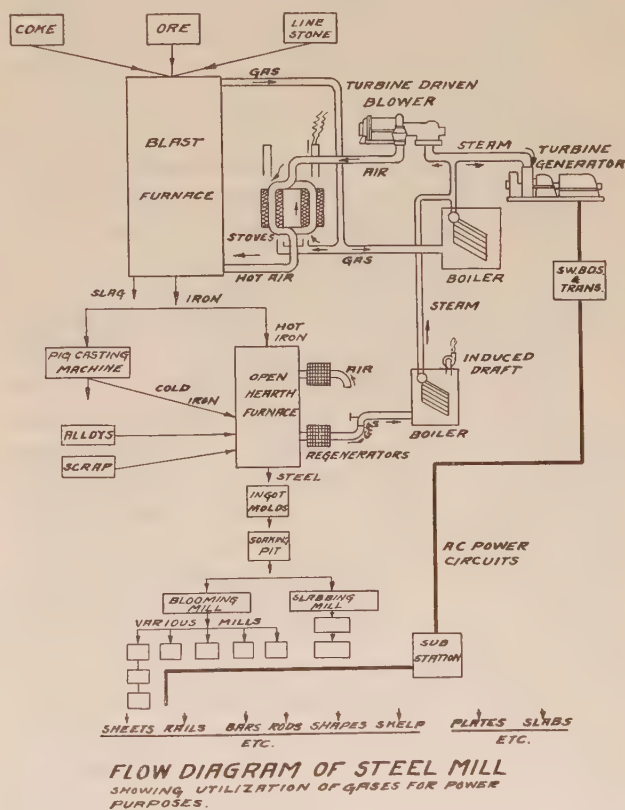 COKE
ORE
LINE
STONE
GAS
TURBINE DRIVEN
BLOWER
STEAM
TURBINE
GENERATOR
BLAST
FURNACE
AIR
STOVES
GAS
HOT AIR
BOILER
SW.BDS.
& TRANS.
SLAG
IRON
STEAM
HOT
IRON
PIG CASTING
MACHINE
COLD
IRON
OPEN
HEARTH
FURNACE
AIR
INDUCED
DRAFT
GAS
BOILER
ALLOYS
SCRAP
REGENERATORS
STEEL
INGOT
MOLDS
SOAKING
PIT
AC POWER
CIRCUITS
BLOOMING
MILL
SLABBING
MILL
VARIOUS MILLS
SUB
STATION
SHEETS RAILS BARS RODS SHAPES SKELP
ETC.
PLATES SLABS
ETC.
FLOW DIAGRAM OF STEEL MILL
SHOWING UTILIZATION OF GASES FOR POWER
PURPOSES.